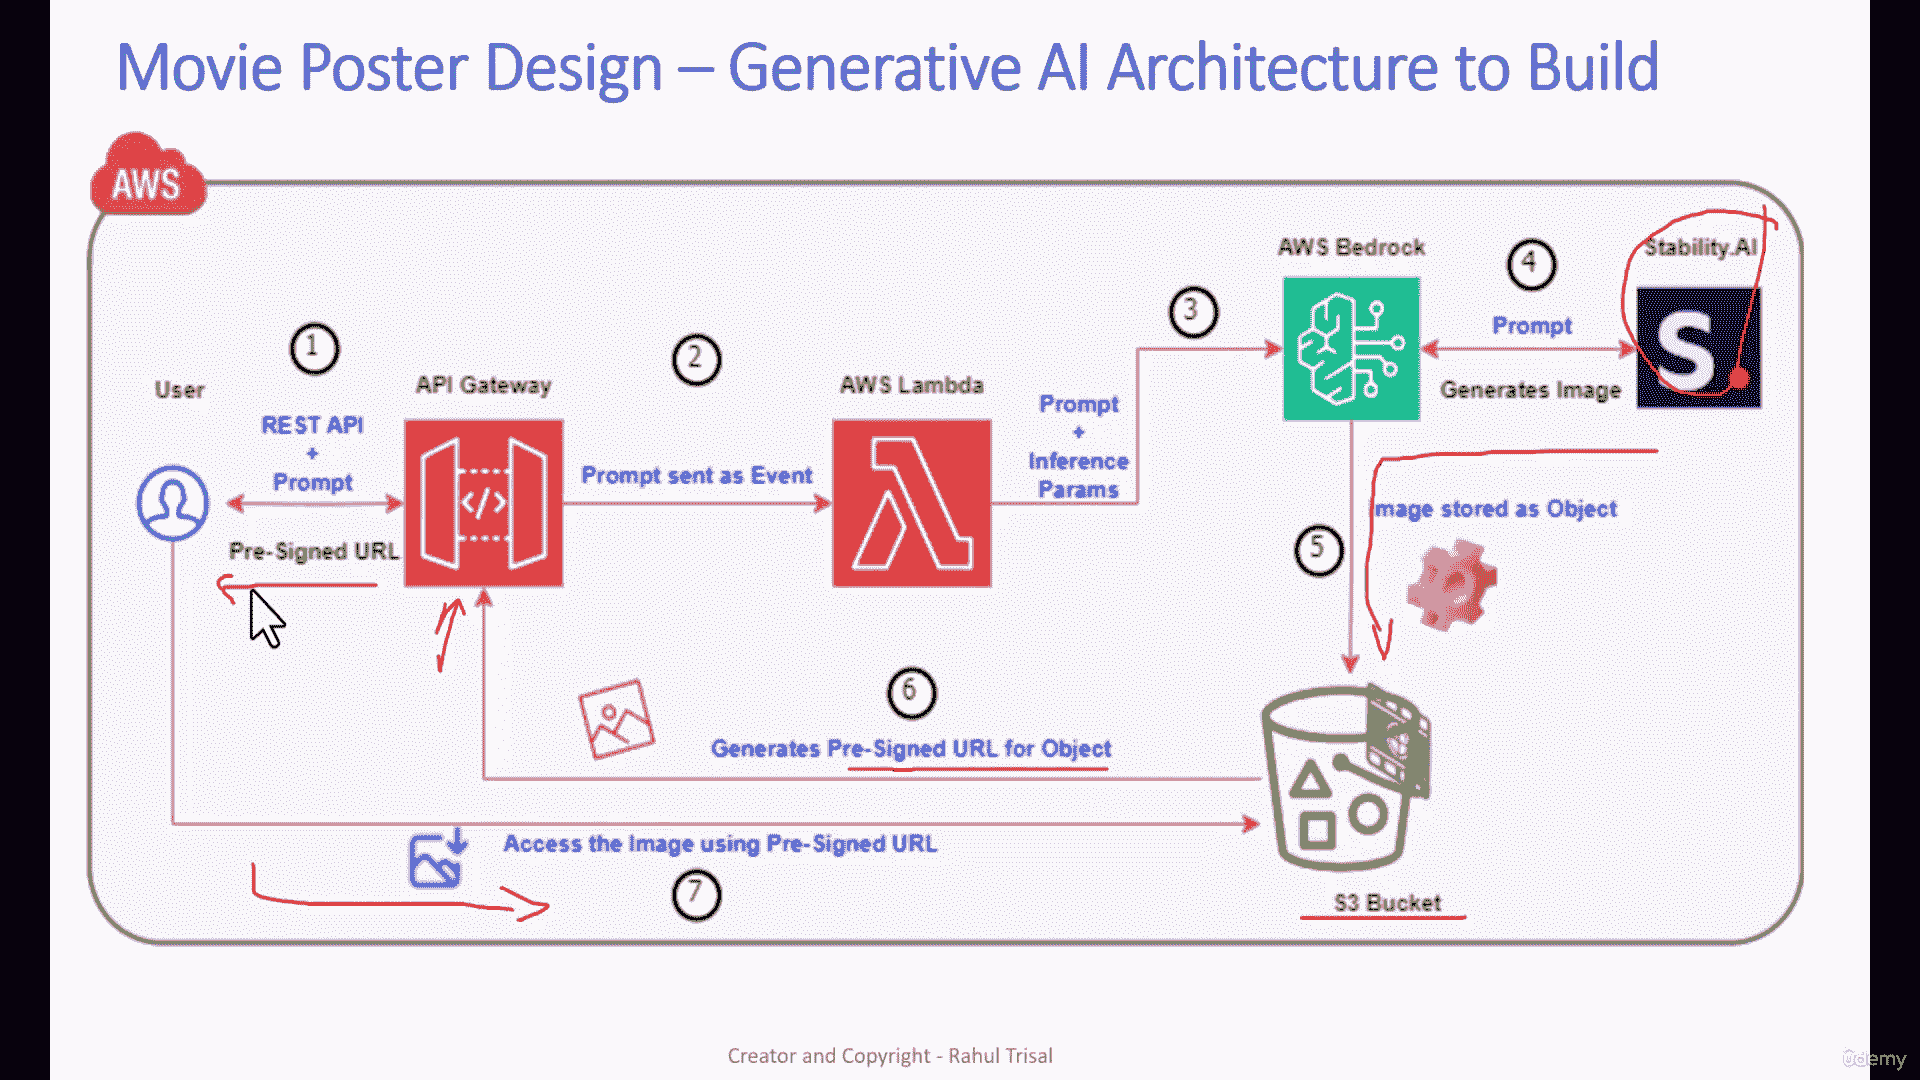 Movie Poster Design – Generative AI Architecture to Build
AWS
AWS Bedrock
4
Stability.AI
3
1
2
Prompt
S
User
API Gateway
AWS Lambda
Generates Image
REST API
+
Prompt
Prompt
+
Inference
Params
Prompt sent as Event
</>
Pre-Signed URL
5
mage stored as Object
6
Generates Pre-Signed URL for Object
Access the Image using Pre-Signed URL
7
S3 Bucket
Creator and Copyright - Rahul Trisal
ûdemy